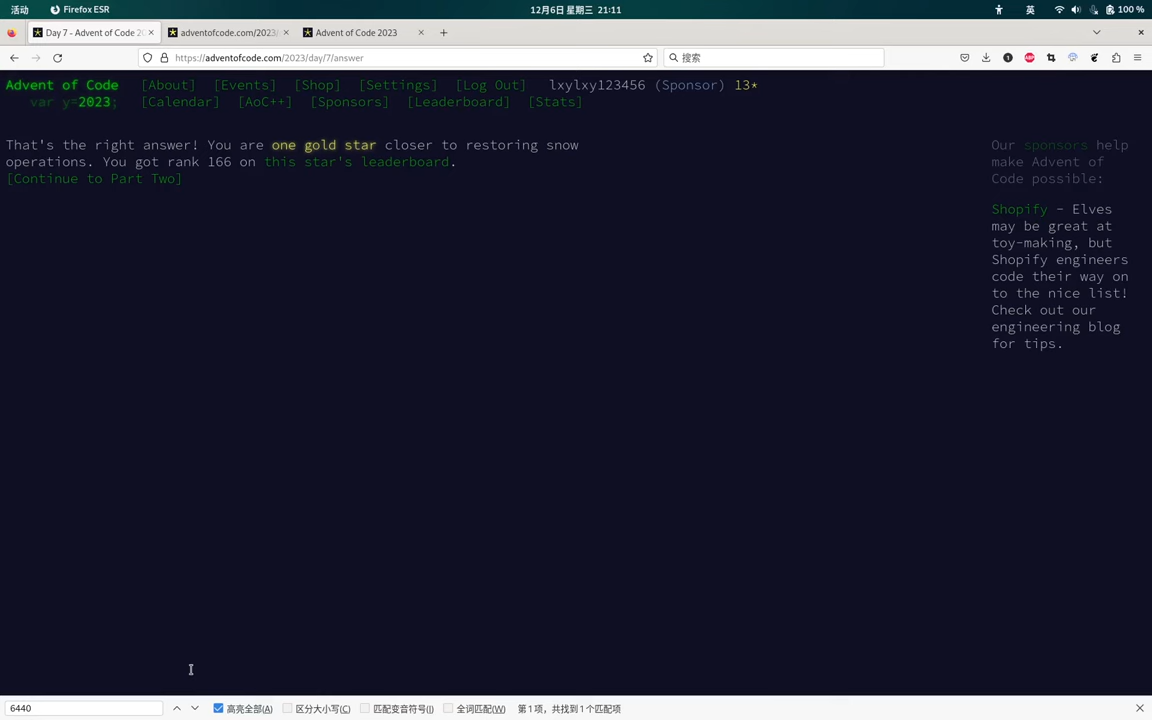 活动 Firefox ESR 12月6日 星期三 21:11 英 100 %
Day 7 - Advent of Code 20 adventofcode.com/2023/ Advent of Code 2023
https://adventofcode.com/2023/day/7/answer 搜索
Advent of Code [About] [Events] [Shop] [Settings] [Log Out] lxylxy123456 (Sponsor) 13*
var y=2023; [Calendar] [AoC++] [Sponsors] [Leaderboard] [Stats]
That's the right answer! You are one gold star closer to restoring snow
operations. You got rank 166 on this star's leaderboard.
[Continue to Part Two]
Our sponsors help
make Advent of
Code possible:
Shopify - Elves
may be great at
toy-making, but
Shopify engineers
code their way on
to the nice list!
Check out our
engineering blog
for tips.
6440 高亮全部(A) 区分大小写(C) 匹配变音符号(I) 全词匹配(W) 第1项，共找到1个匹配项